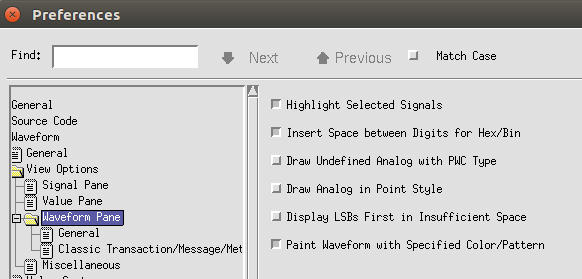 Preferences
Find: Next Previous Match Case
General
Source Code
Waveform
General
View Options
Signal Pane
Value Pane
Waveform Pane
General
Classic Transaction/Message/Met
Miscellaneous
Highlight Selected Signals
Insert Space between Digits for Hex/Bin
Draw Undefined Analog with PWC Type
Draw Analog in Point Style
Display LSBs First in Insufficient Space
Paint Waveform with Specified Color/Pattern